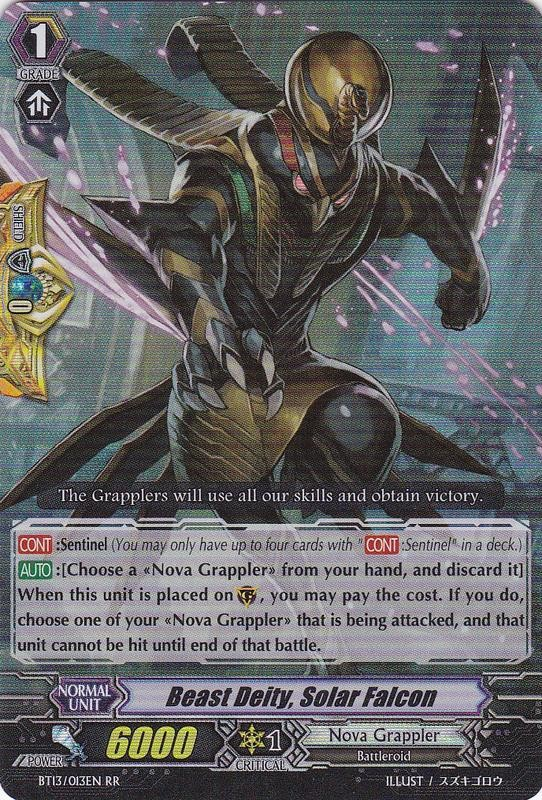 1
GRADE
SHIELD
0
The Grapplers will use all our skills and obtain victory.
CONT :Sentinel (You may only have up to four cards with "CONT:Sentinel" in a deck.)
AUTO :[Choose a «Nova Grappler» from your hand, and discard it]
When this unit is placed on , you may pay the cost. If you do,
choose one of your «Nova Grappler» that is being attacked, and that
unit cannot be hit until end of that battle.
NORMAL
UNIT
Beast Deity, Solar Falcon
POWER
6000
1
CRITICAL
Nova Grappler
Battleroid
BT13/013EN RR
ILLUST / スズキゴロウ